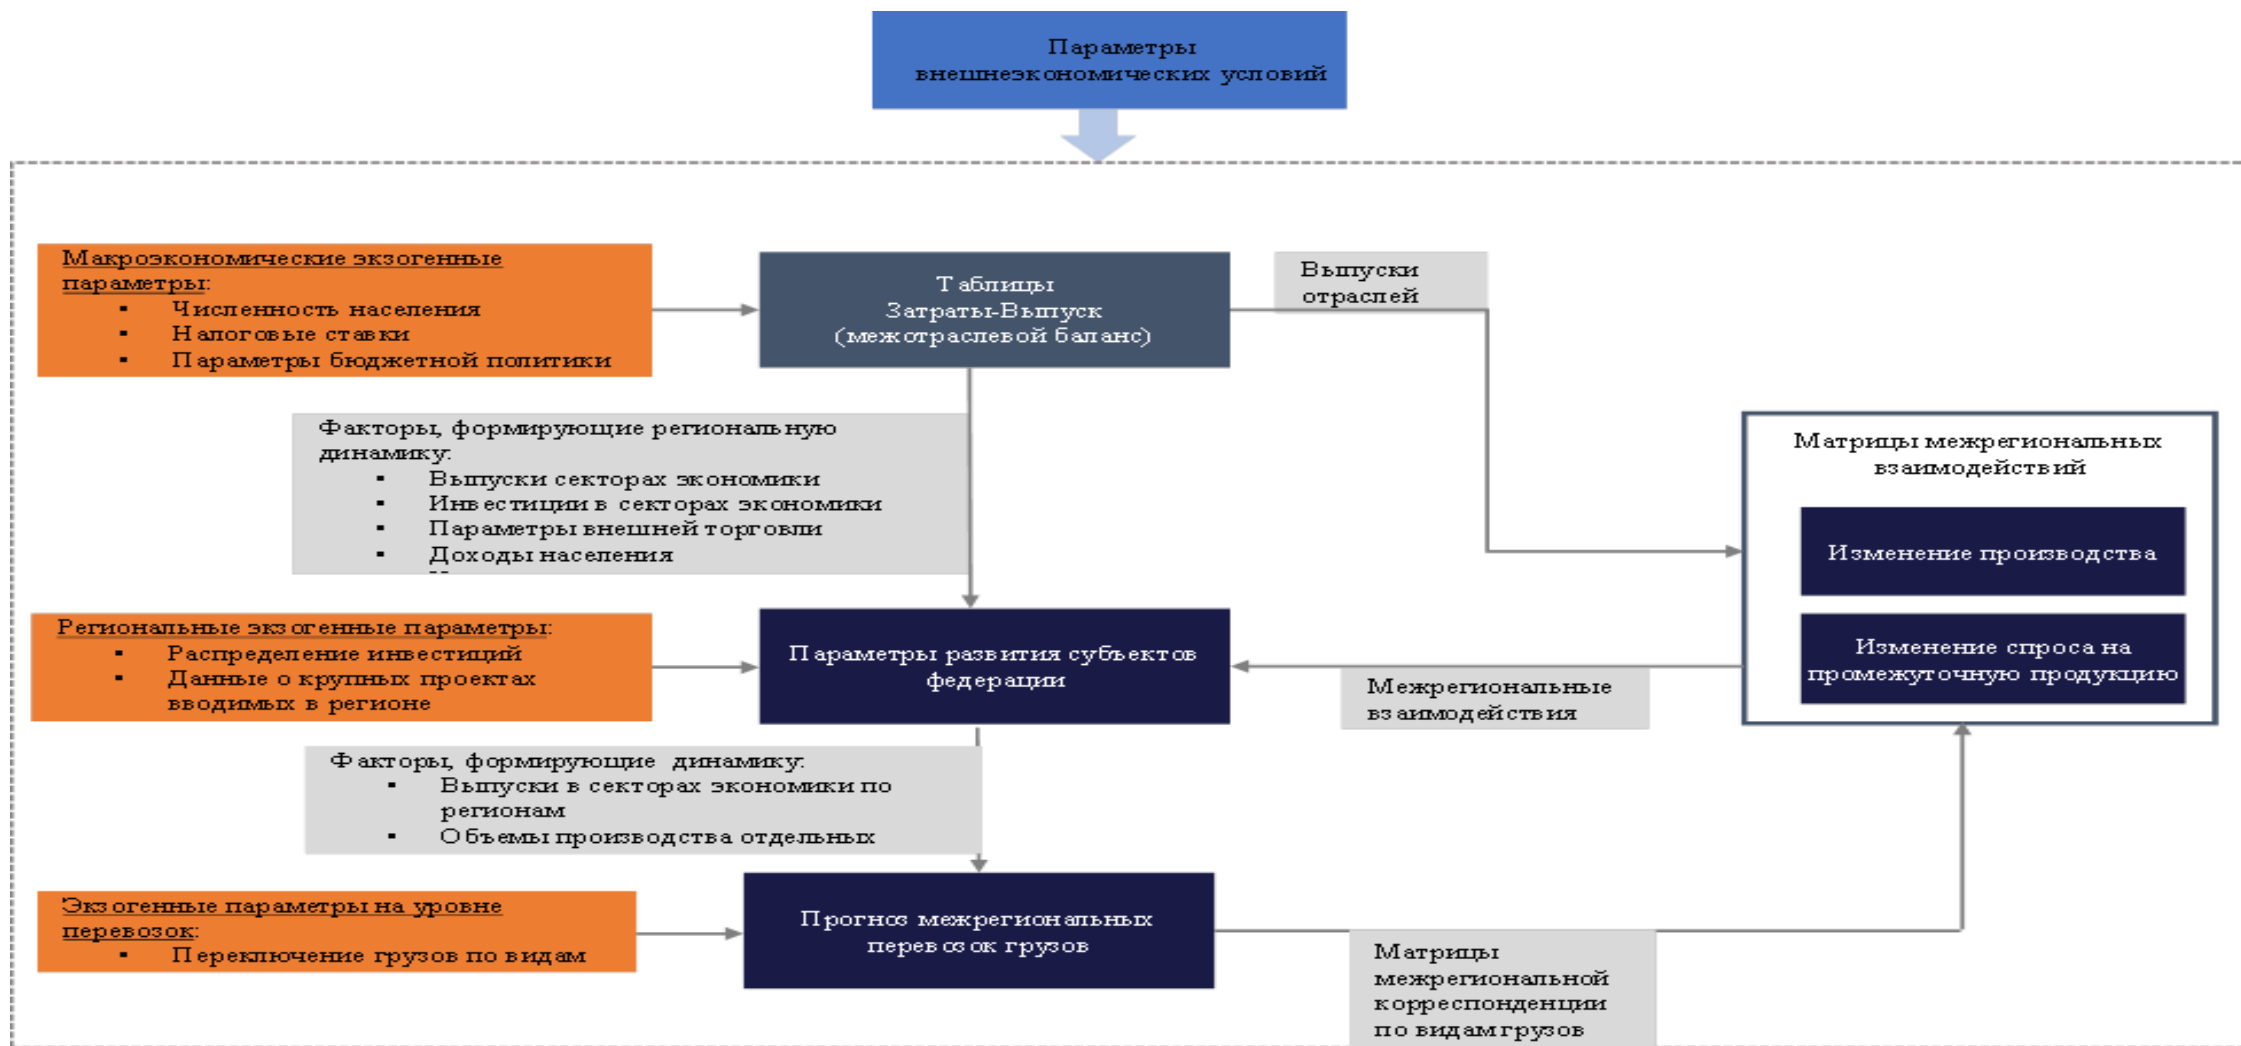 Параметры
внешнеэкономических условий
Макроэкономические экзогенные
параметры:
▪ Численность населения
▪ Налоговые ставки
▪ Параметры бюджетной политики
Таблицы
Затраты-Выпуск
(межотраслевой баланс)
Выпуски
отраслей
Факторы, формирующие региональную
динамику:
▪ Выпуски секторах экономики
▪ Инвестиции в секторах экономики
▪ Параметры внешней торговли
▪ Доходы населения
Матрицы межрегиональных
взаимодействий
Изменение производства
Изменение спроса на
промежуточную продукцию
Региональные экзогенные параметры:
▪ Распределение инвестиций
▪ Данные о крупных проектах
вводимых в регионе
Параметры развития субъектов
федерации
Межрегиональные
взаимодействия
Факторы, формирующие динамику:
▪ Выпуски в секторах экономики по
регионам
▪ Объемы производства отдельных
Экзогенные параметры на уровне
перевозок:
▪ Переключение грузов по видам
Прогноз межрегиональных
перевозок грузов
Матрицы
межрегиональной
корреспонденции
по видам грузов